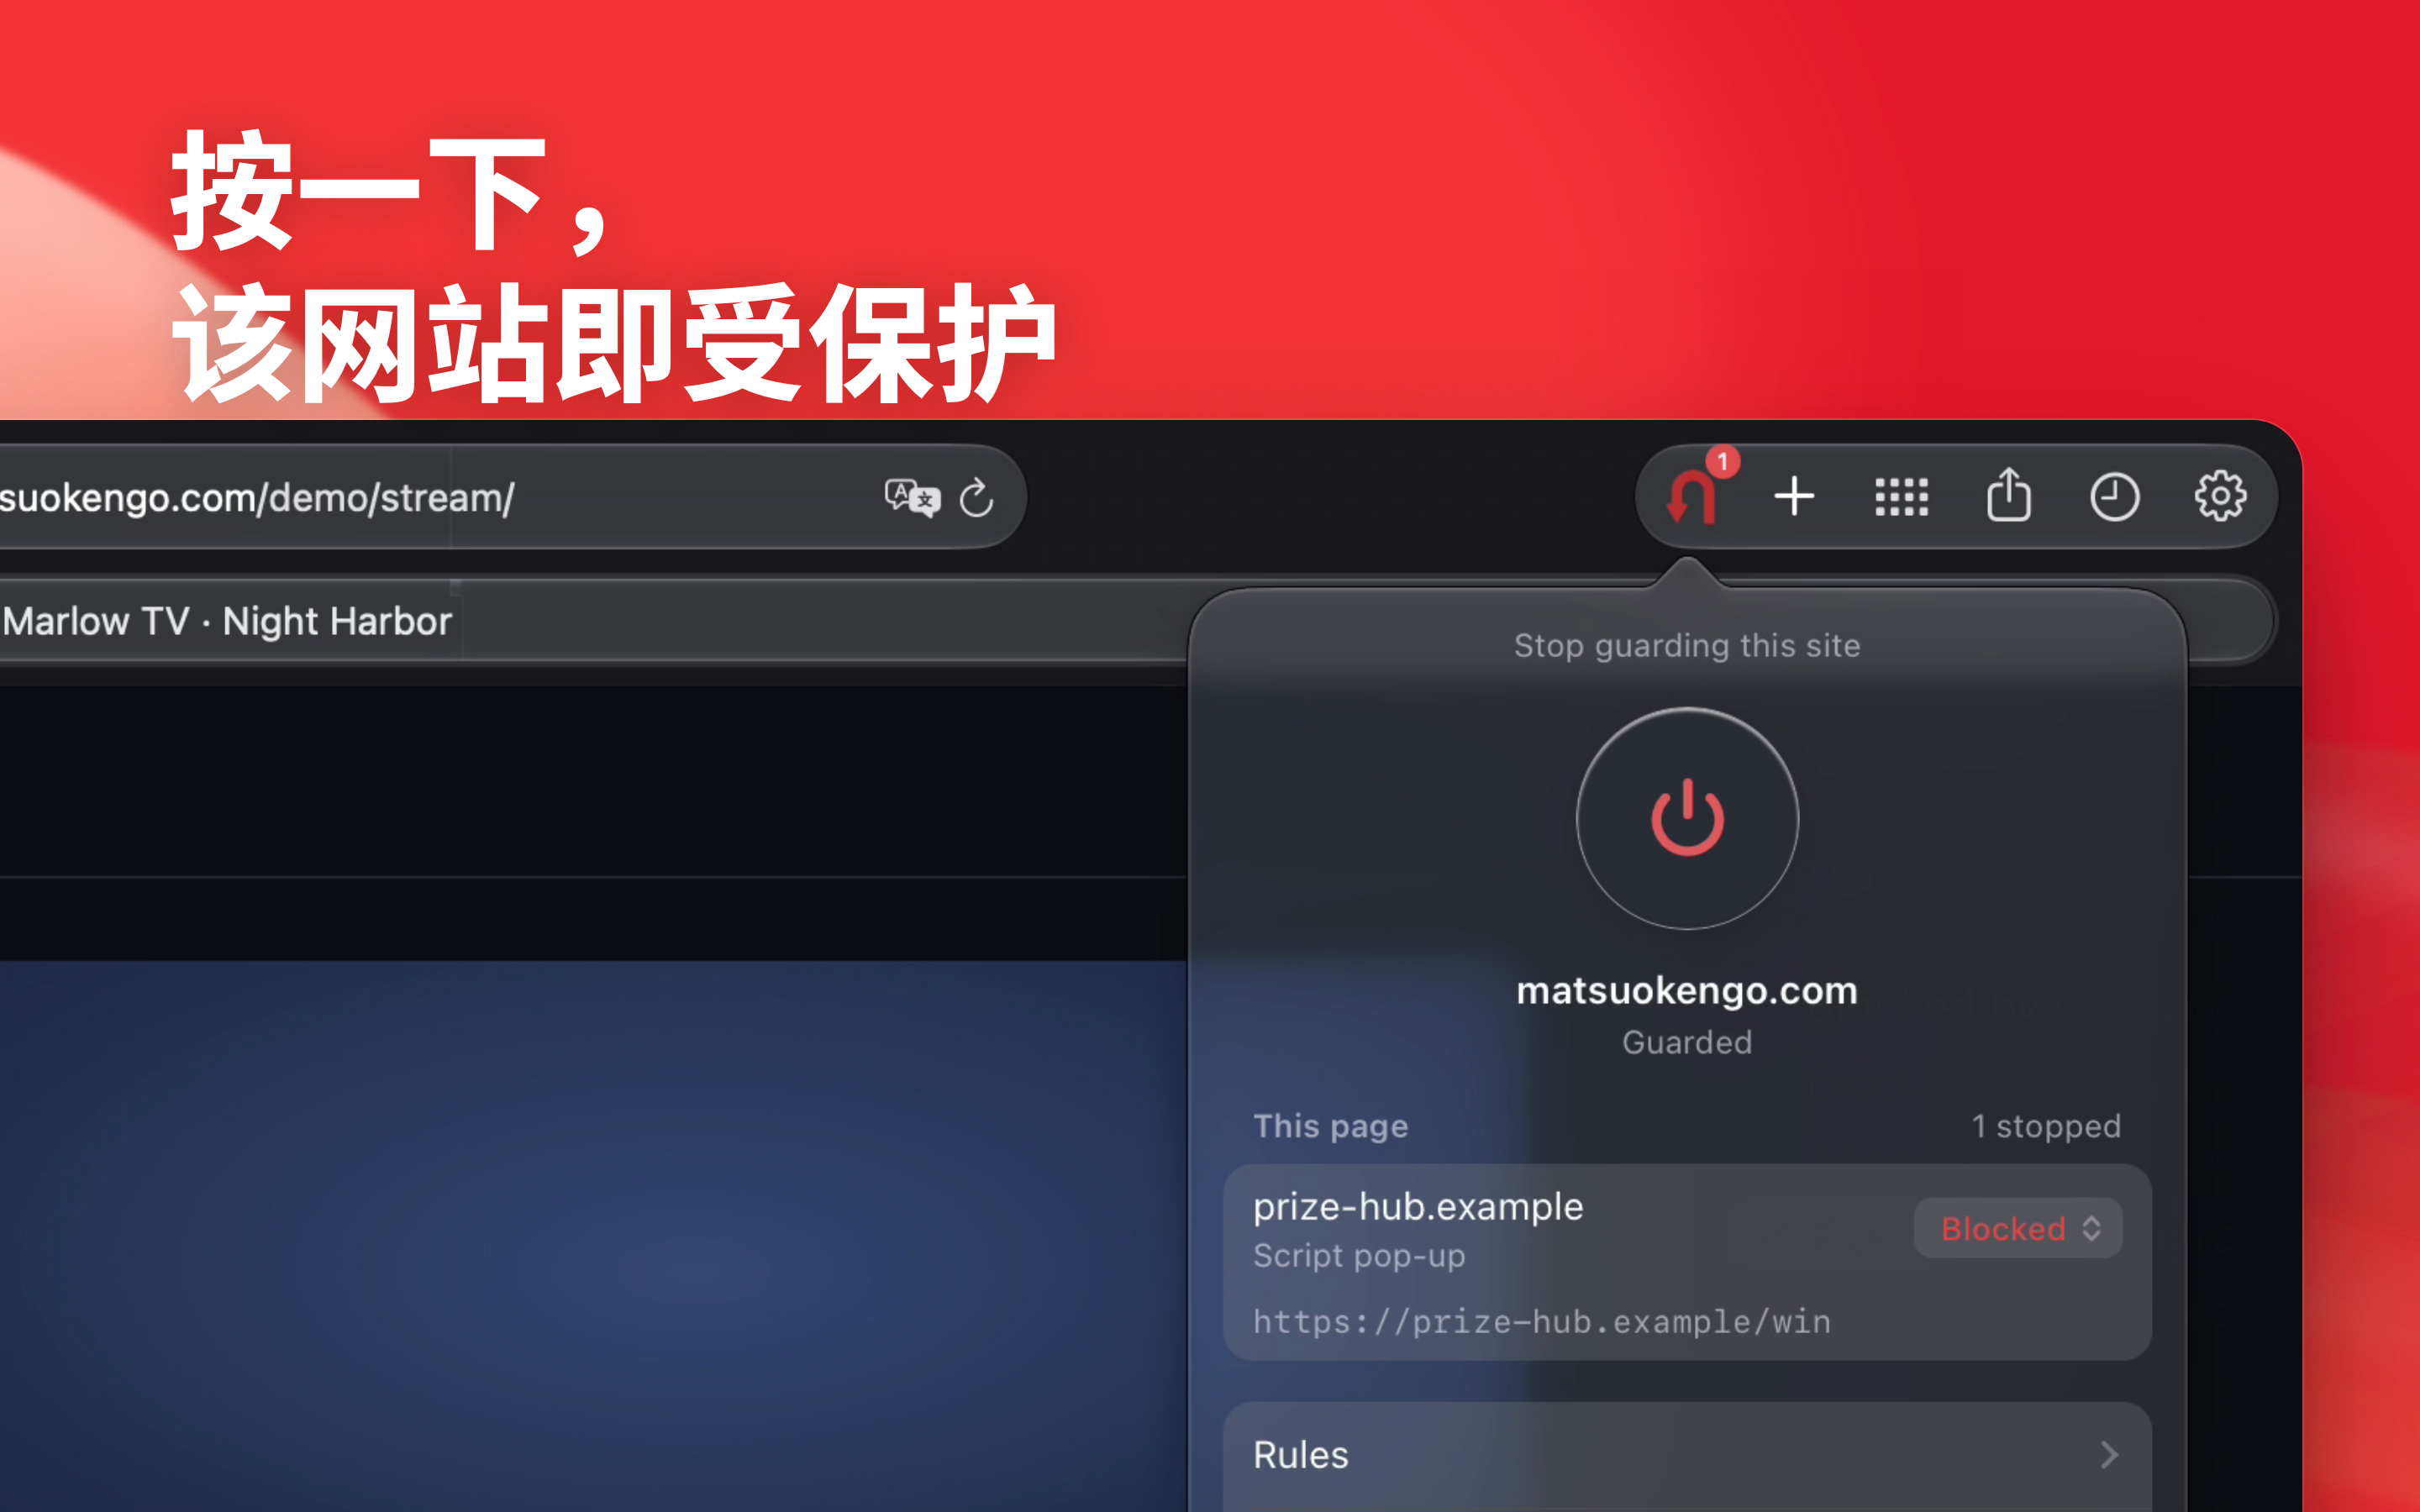 按一下，
该网站即受保护
suokengo.com/demo/stream/
1
Marlow TV · Night Harbor
Stop guarding this site
matsuokengo.com
Guarded
This page
1 stopped
prize-hub.example
Blocked
Script pop-up
https://prize-hub.example/win
Rules